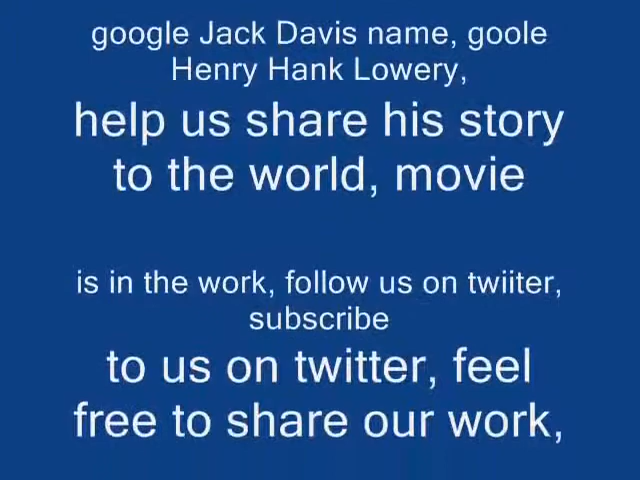 google Jack Davis name, goole
Henry Hank Lowery,
help us share his story
to the world, movie
is in the work, follow us on twiiter,
subscribe
to us on twitter, feel
free to share our work,